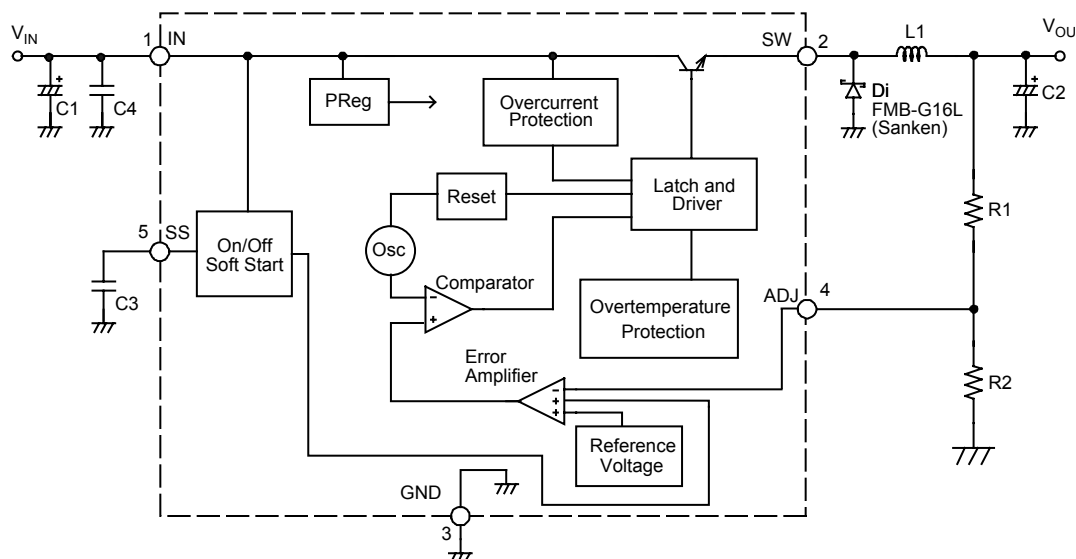 VIN
1
IN
SW
2
L1
VOU
+
C1
C4
PReg
Overcurrent
Protection
Di
FMB-G16L
(Sanken)
+
C2
Reset
Latch and
Driver
R1
5
SS
On/Off
Soft Start
Osc
C3
Comparator
−
+
Overtemperature
Protection
ADJ
4
Error
Amplifier
−
+
+
R2
Reference
Voltage
GND
3